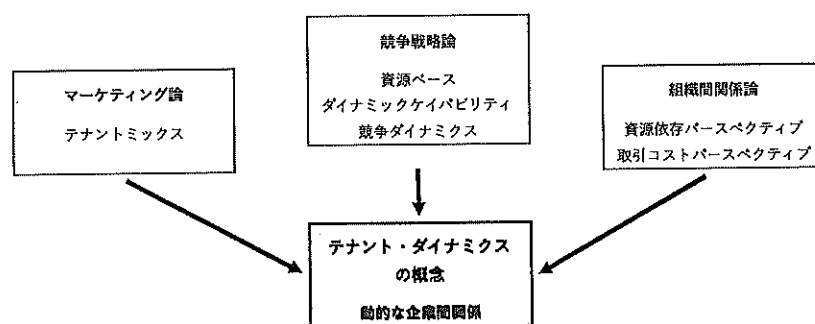 マーケティング論
テナントミックス
競争戦略論
資源ベース
ダイナミックケイパビリティ
競争ダイナミクス
組織間関係論
資源依存パースペクティブ
取引コストパースペクティブ
テナント・ダイナミクス
の概念
動的な企業間関係